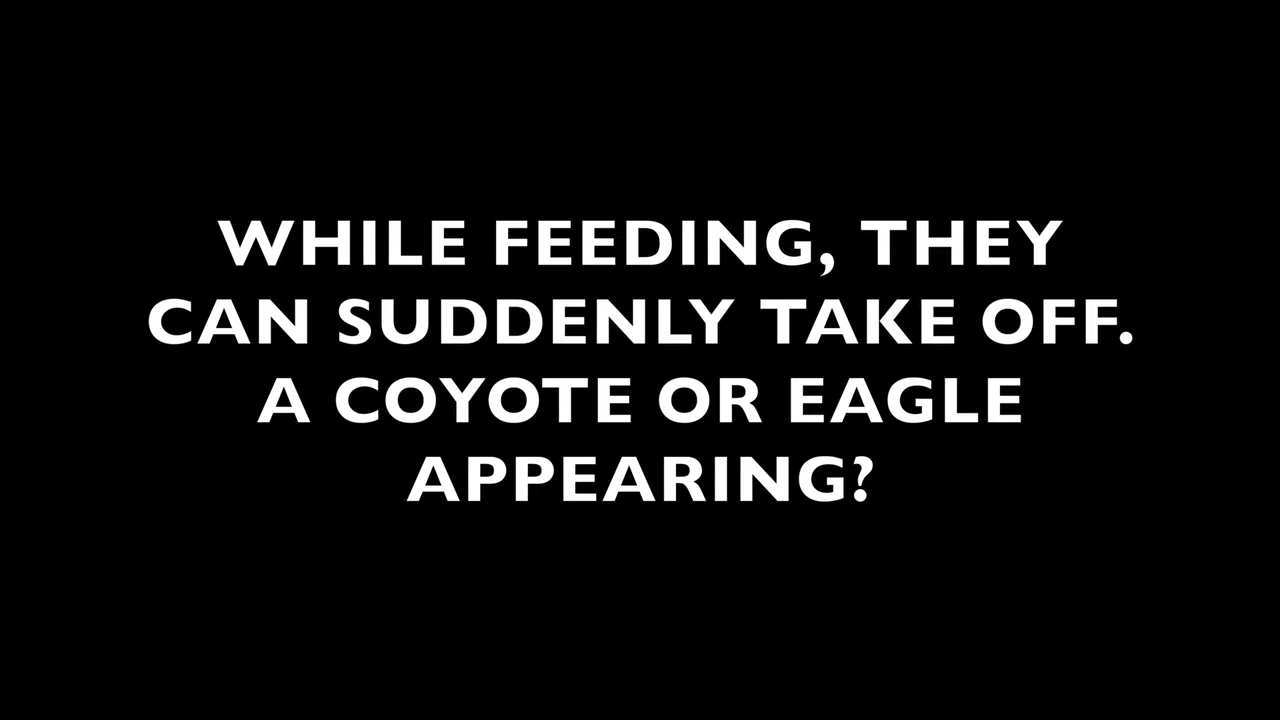 WHILE FEEDING, THEY
CAN SUDDENLY TAKE OFF.
A COYOTE OR EAGLE
APPEARING?